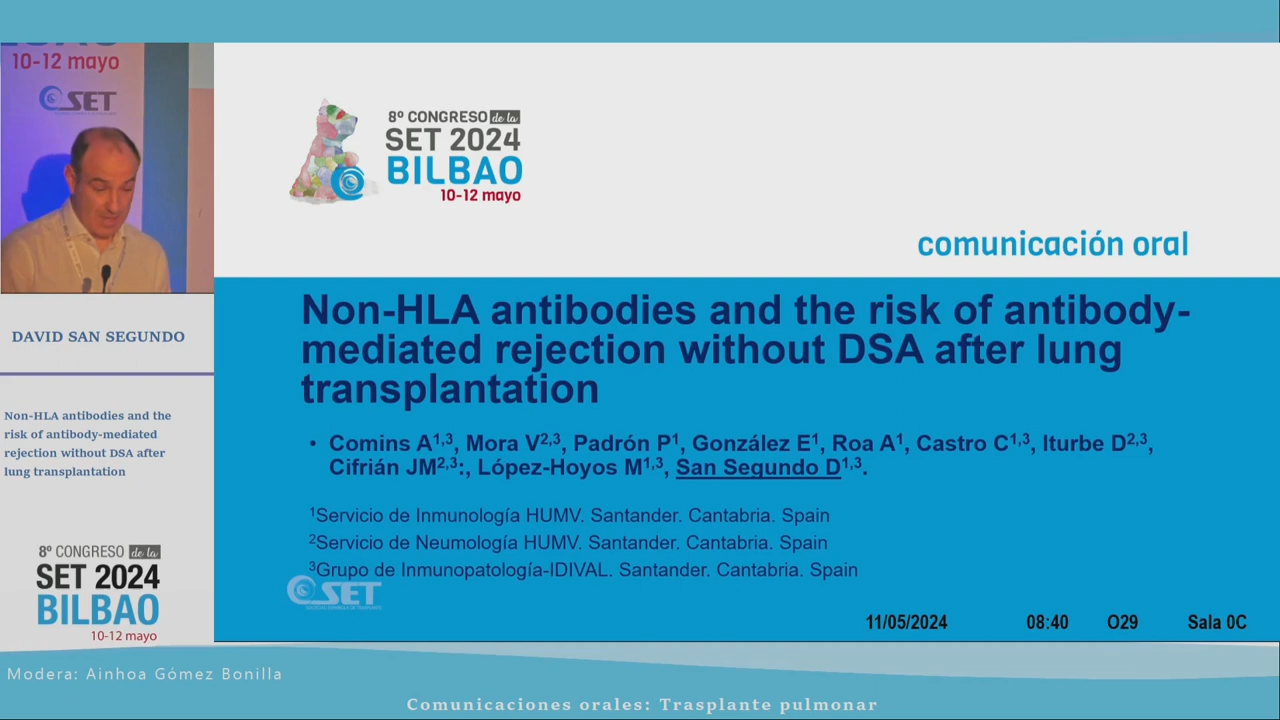 10-12 mayo
SET
DAVID SAN SEGUNDO
Non-HLA antibodies and the
risk of antibody-mediated
rejection without DSA after
lung transplantation
8º CONGRESO de la
SET 2024
BILBAO
10-12 mayo
8º CONGRESO de la
SET 2024
BILBAO
10-12 mayo
comunicación oral
Non-HLA antibodies and the risk of antibody-
mediated rejection without DSA after lung
transplantation
• Comins A1,3, Mora V2,3, Padrón P1, González E1, Roa A1, Castro C1,3, Iturbe D2,3,
Cifrián JM2,3:, López-Hoyos M1,3, San Segundo D1,3.
1Servicio de Inmunología HUMV. Santander. Cantabria. Spain
2Servicio de Neumología HUMV. Santander. Cantabria. Spain
3Grupo de Inmunopatología-IDIVAL. Santander. Cantabria. Spain
SET
11/05/2024 08:40 O29 Sala 0C
Modera: Ainhoa Gómez Bonilla
Comunicaciones orales: Trasplante pulmonar